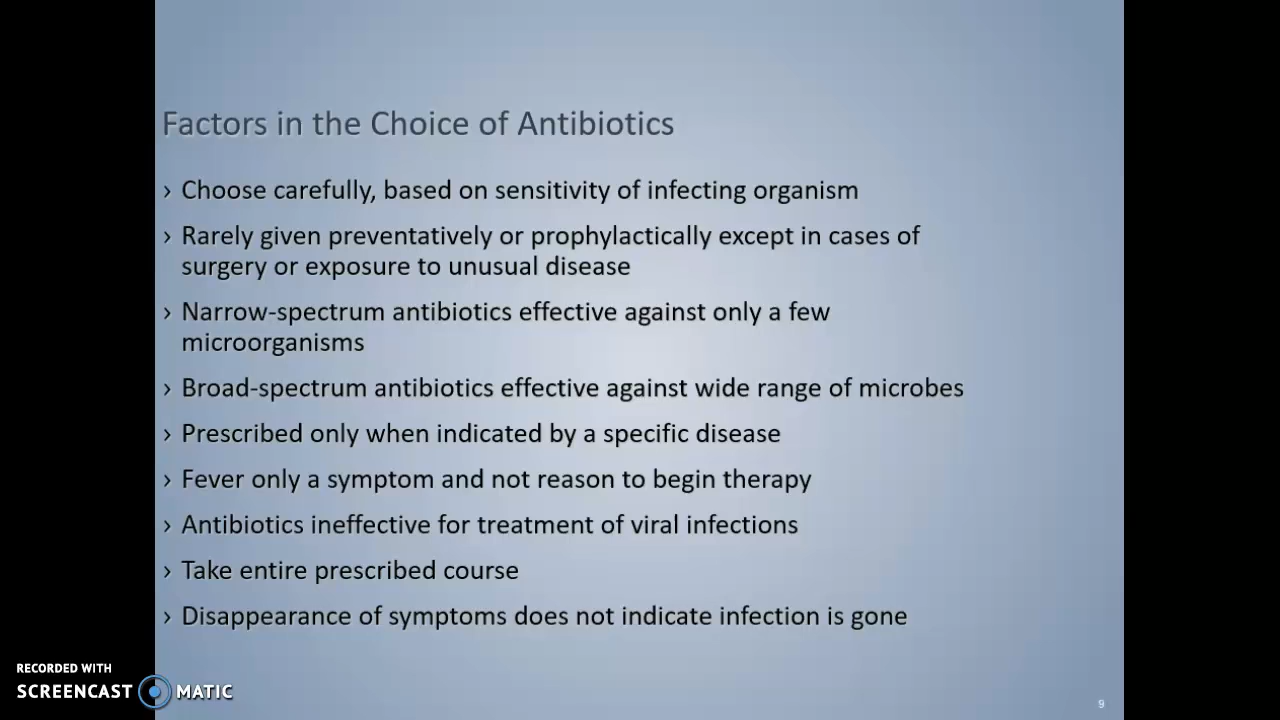 Factors in the Choice of Antibiotics
› Choose carefully, based on sensitivity of infecting organism
› Rarely given preventatively or prophylactically except in cases of
surgery or exposure to unusual disease
› Narrow-spectrum antibiotics effective against only a few
microorganisms
› Broad-spectrum antibiotics effective against wide range of microbes
› Prescribed only when indicated by a specific disease
› Fever only a symptom and not reason to begin therapy
› Antibiotics ineffective for treatment of viral infections
› Take entire prescribed course
› Disappearance of symptoms does not indicate infection is gone
RECORDED WITH
SCREENCAST MATIC
9